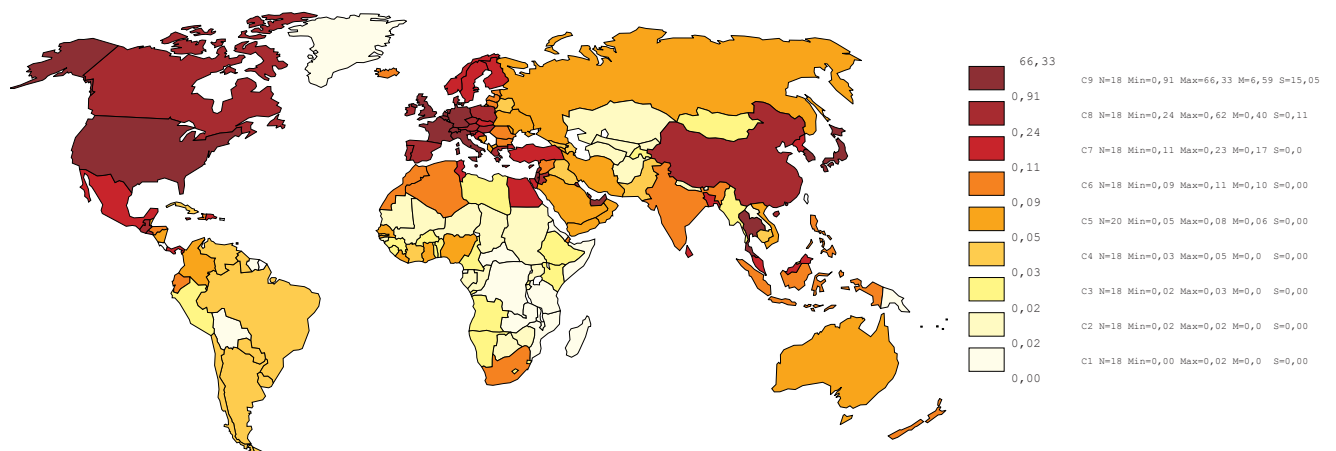 66,33
C9 N=18 Min=0,91 Max=66,33 M=6,59 S=15,05
0,91
C8 N=18 Min=0,24 Max=0,62 M=0,40 S=0,11
0,24
C7 N=18 Min=0,11 Max=0,23 M=0,17 S=0,0
0,11
C6 N=18 Min=0,09 Max=0,11 M=0,10 S=0,00
0,09
C5 N=20 Min=0,05 Max=0,08 M=0,06 S=0,00
0,05
C4 N=18 Min=0,03 Max=0,05 M=0,0 S=0,00
0,03
C3 N=18 Min=0,02 Max=0,03 M=0,0 S=0,00
0,02
C2 N=18 Min=0,02 Max=0,02 M=0,0 S=0,00
0,02
C1 N=18 Min=0,00 Max=0,02 M=0,0 S=0,00
0,00